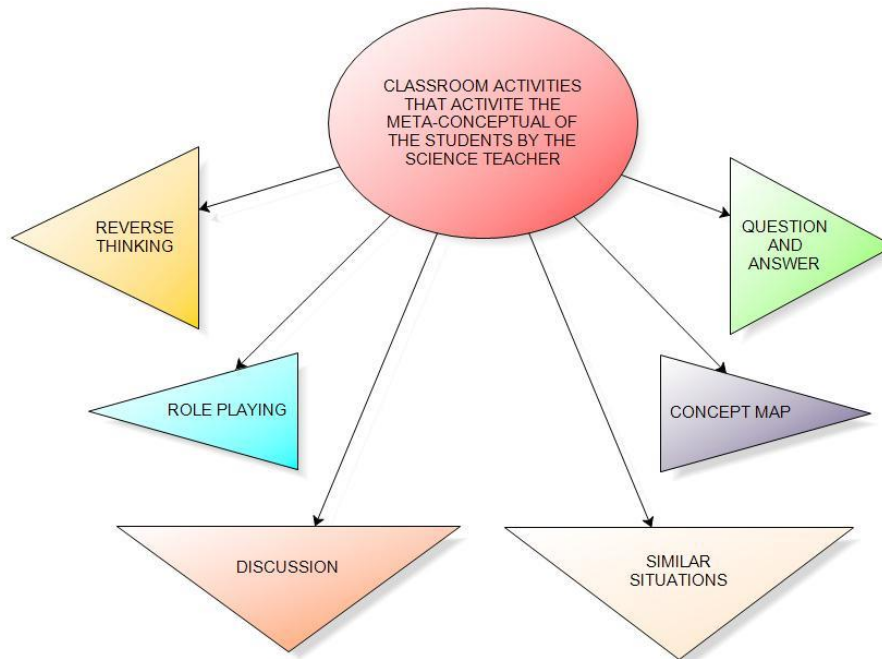 CLASSROOM ACTIVITIES
THAT ACTIVITE THE
META-CONCEPTUAL OF
THE STUDENTS BY THE
SCIENCE TEACHER
REVERSE
THINKING
QUESTION
AND
ANSWER
ROLE PLAYING
CONCEPT MAP
DISCUSSION
SIMILAR
SITUATIONS